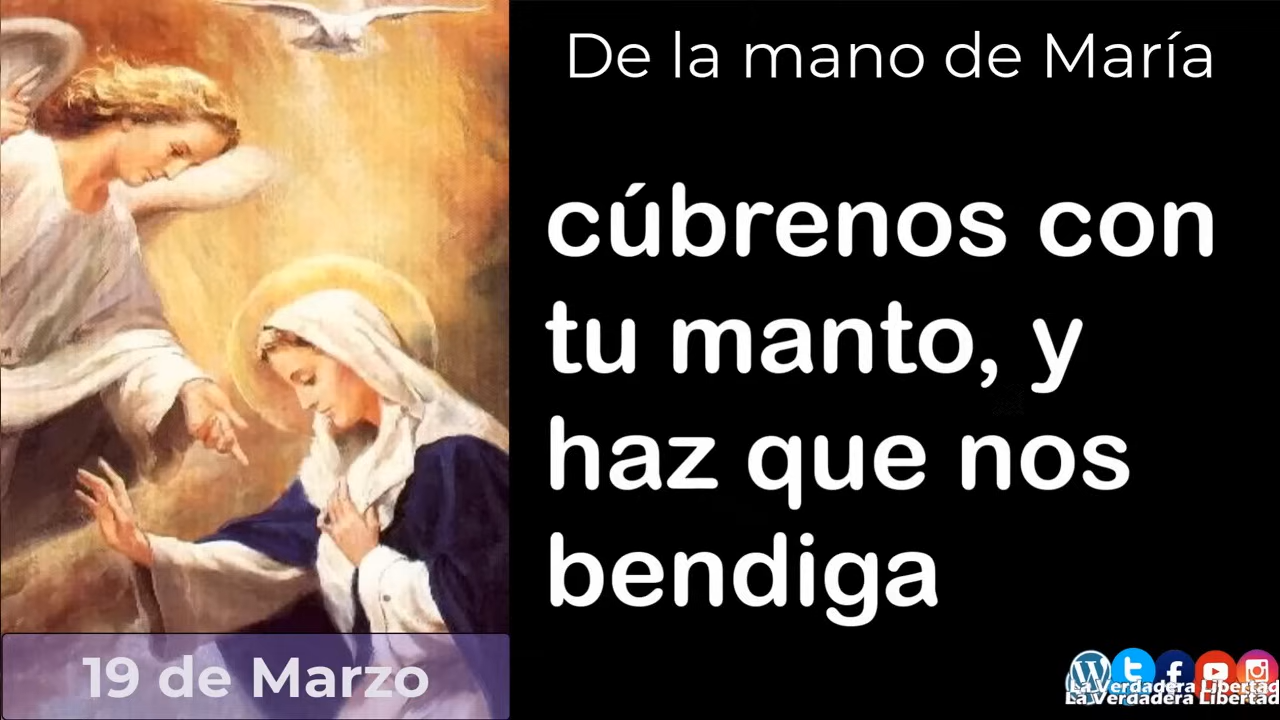 De la mano de María
cúbrenos con
tu manto, y
haz que nos
bendiga
19 de Marzo
La Verdadera Libertad
La Verdadera Libertad